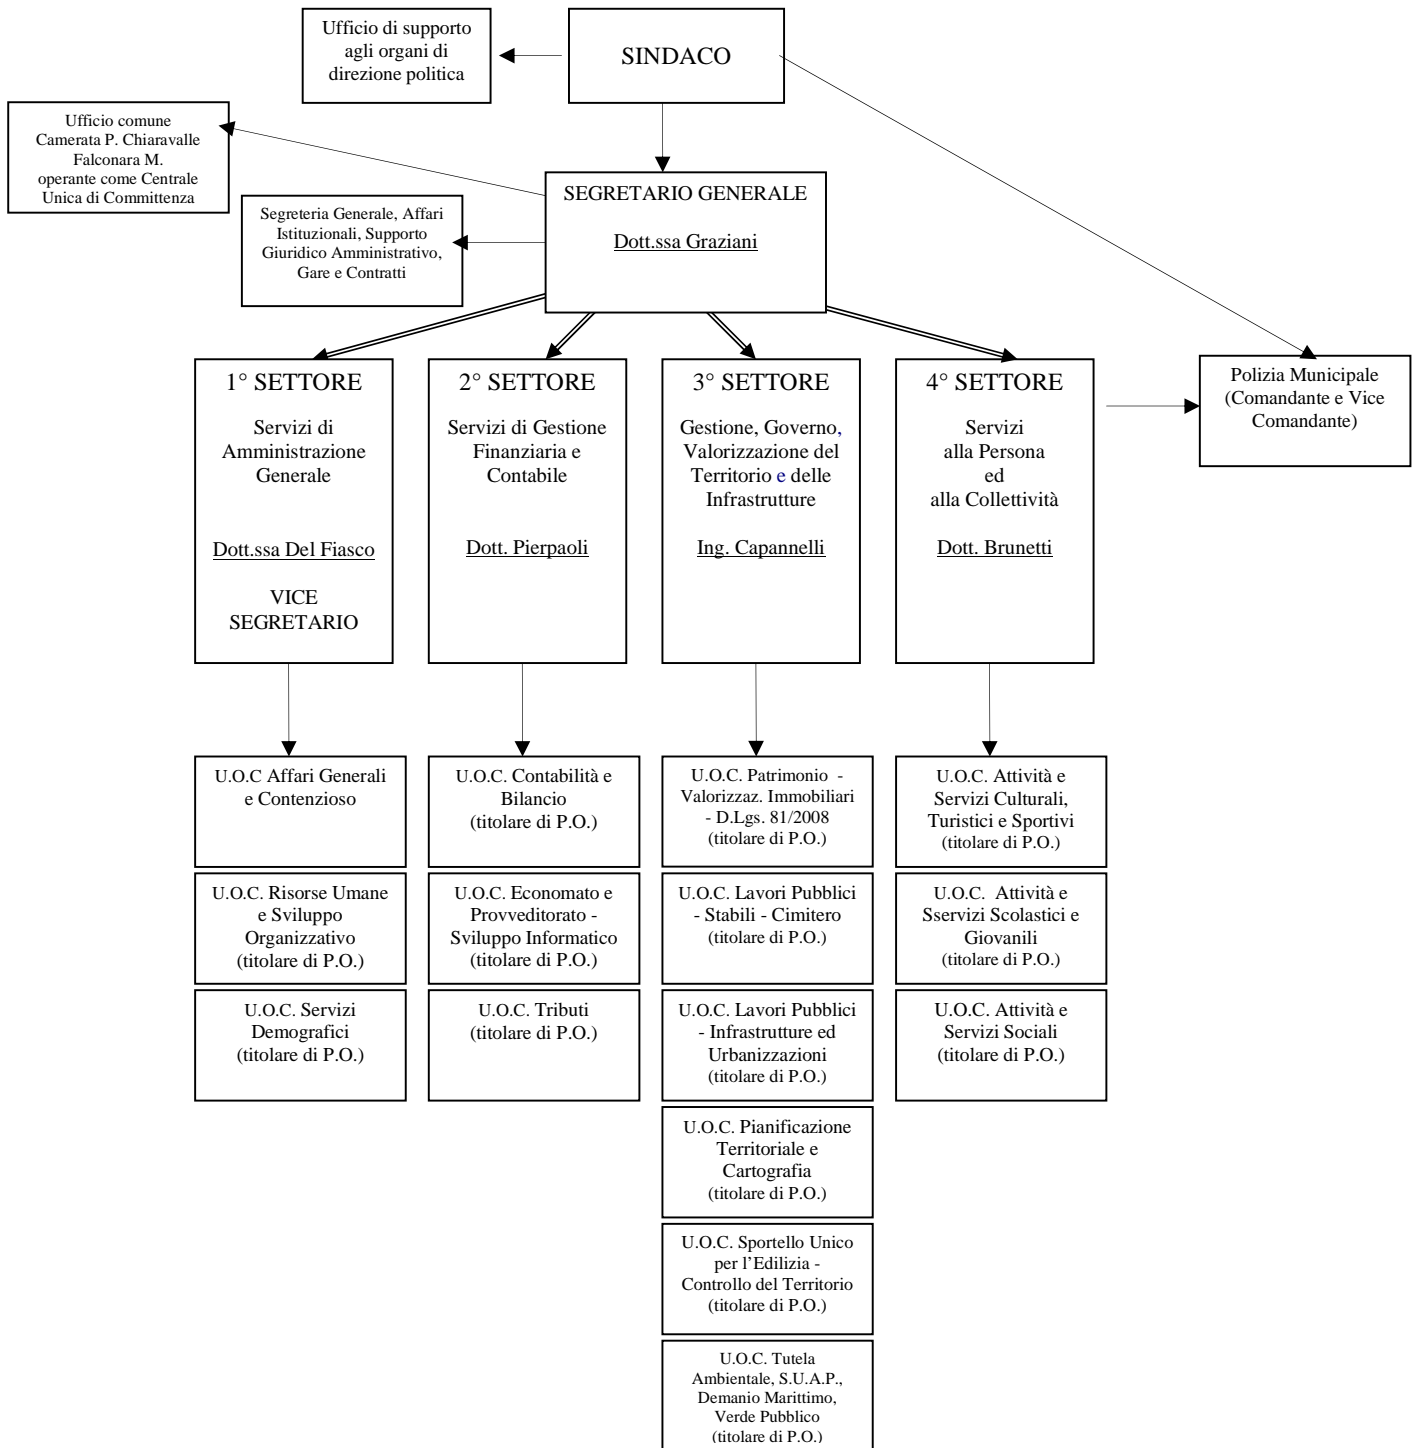 Ufficio di supporto
agli organi di
direzione politica
SINDACO
Ufficio comune
Camerata P. Chiaravalle
Falconara M.
operante come Centrale
Unica di Committenza
SEGRETARIO GENERALE
Dott.ssa Graziani
Segreteria Generale, Affari
Istituzionali, Supporto
Giuridico Amministrativo,
Gare e Contratti
1° SETTORE
Servizi di
Amministrazione
Generale
Dott.ssa Del Fiasco
VICE
SEGRETARIO
2° SETTORE
Servizi di Gestione
Finanziaria e
Contabile
Dott. Pierpaoli
3° SETTORE
Gestione, Governo,
Valorizzazione del
Territorio e delle
Infrastrutture
Ing. Capannelli
4° SETTORE
Servizi
alla Persona
ed
alla Collettività
Dott. Brunetti
Polizia Municipale
(Comandante e Vice
Comandante)
U.O.C Affari Generali
e Contenzioso
U.O.C. Risorse Umane
e Sviluppo
Organizzativo
(titolare di P.O.)
U.O.C. Servizi
Demografici
(titolare di P.O.)
U.O.C. Contabilità e
Bilancio
(titolare di P.O.)
U.O.C. Economato e
Provveditorato -
Sviluppo Informatico
(titolare di P.O.)
U.O.C. Tributi
(titolare di P.O.)
U.O.C. Patrimonio -
Valorizzaz. Immobiliari
- D.Lgs. 81/2008
(titolare di P.O.)
U.O.C. Lavori Pubblici
- Stabili - Cimitero
(titolare di P.O.)
U.O.C. Lavori Pubblici
- Infrastrutture ed
Urbanizzazioni
(titolare di P.O.)
U.O.C. Pianificazione
Territoriale e
Cartografia
(titolare di P.O.)
U.O.C. Sportello Unico
per l’Edilizia -
Controllo del Territorio
(titolare di P.O.)
U.O.C. Tutela
Ambientale, S.U.A.P.,
Demanio Marittimo,
Verde Pubblico
(titolare di P.O.)
U.O.C. Attività e
Servizi Culturali,
Turistici e Sportivi
(titolare di P.O.)
U.O.C. Attività e
Sservizi Scolastici e
Giovanili
(titolare di P.O.)
U.O.C. Attività e
Servizi Sociali
(titolare di P.O.)